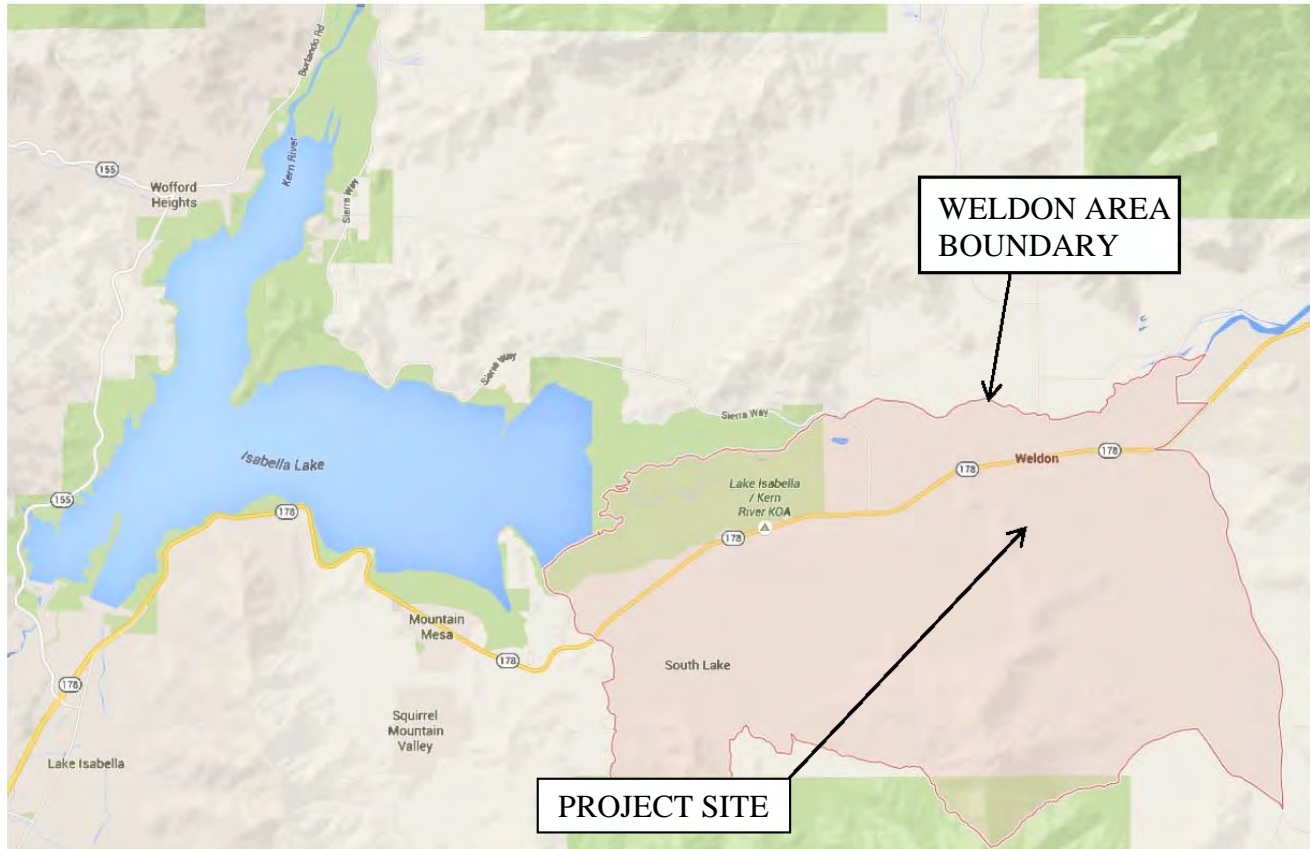 Burlando Rd
Kern River
155
Wofford
Heights
Sierra Way
WELDON AREA
BOUNDARY
Sierra Way
Sierra Way
Isabella Lake
178
Weldon
178
178
Lake Isabella
/ Kern
River KOA
155
178
178
Mountain
Mesa
178
South Lake
178
Squirrel
Mountain
Valley
Lake Isabella
PROJECT SITE